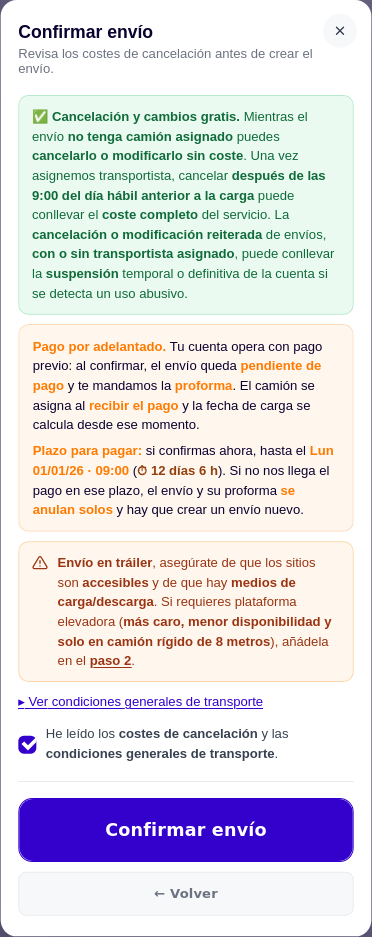 Confirmar envío
×
Revisa los costes de cancelación antes de crear el
envío.
✅ Cancelación y cambios gratis. Mientras el
envío no tenga camión asignado puedes
cancelarlo o modificarlo sin coste. Una vez
asignemos transportista, cancelar después de las
9:00 del día hábil anterior a la carga puede
conllevar el coste completo del servicio. La
cancelación o modificación reiterada de envíos,
con o sin transportista asignado, puede conllevar
la suspensión temporal o definitiva de la cuenta si
se detecta un uso abusivo.
Pago por adelantado. Tu cuenta opera con pago
previo: al confirmar, el envío queda pendiente de
pago y te mandamos la proforma. El camión se
asigna al recibir el pago y la fecha de carga se
calcula desde ese momento.
Plazo para pagar: si confirmas ahora, hasta el Lun
01/01/26 · 09:00 (⏱ 12 días 6 h). Si no nos llega el
pago en ese plazo, el envío y su proforma se
anulan solos y hay que crear un envío nuevo.
Envío en tráiler, asegúrate de que los sitios
son accesibles y de que hay medios de
carga/descarga. Si requieres plataforma
elevadora (más caro, menor disponibilidad y
solo en camión rígido de 8 metros), añádela
en el paso 2.
▸ Ver condiciones generales de transporte
He leído los costes de cancelación y las
condiciones generales de transporte.
Confirmar envío
← Volver